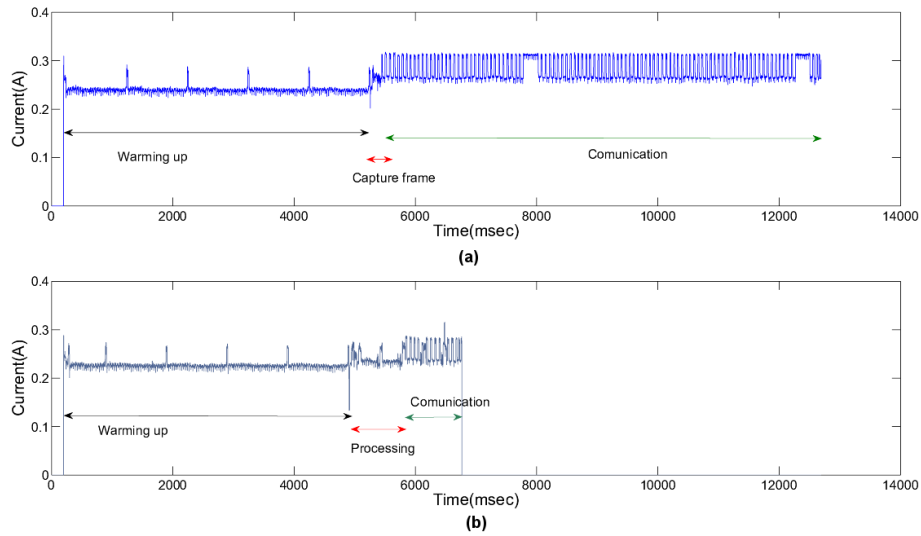 0.4
0.3
0.2
0.1
0
Current(A)
Warming up
Capture frame
Comunication
0 2000 4000 6000 8000 10000 12000 14000
Time(msec)
(a)
0.4
0.3
0.2
0.1
0
Current(A)
Warming up
Processing
Comunication
0 2000 4000 6000 8000 10000 12000 14000
Time(msec)
(b)